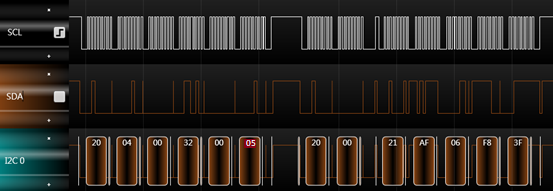 SCL
SDA
I2C 0
20 04 00 32 00 05 20 00 21 AF 06 F8 3F